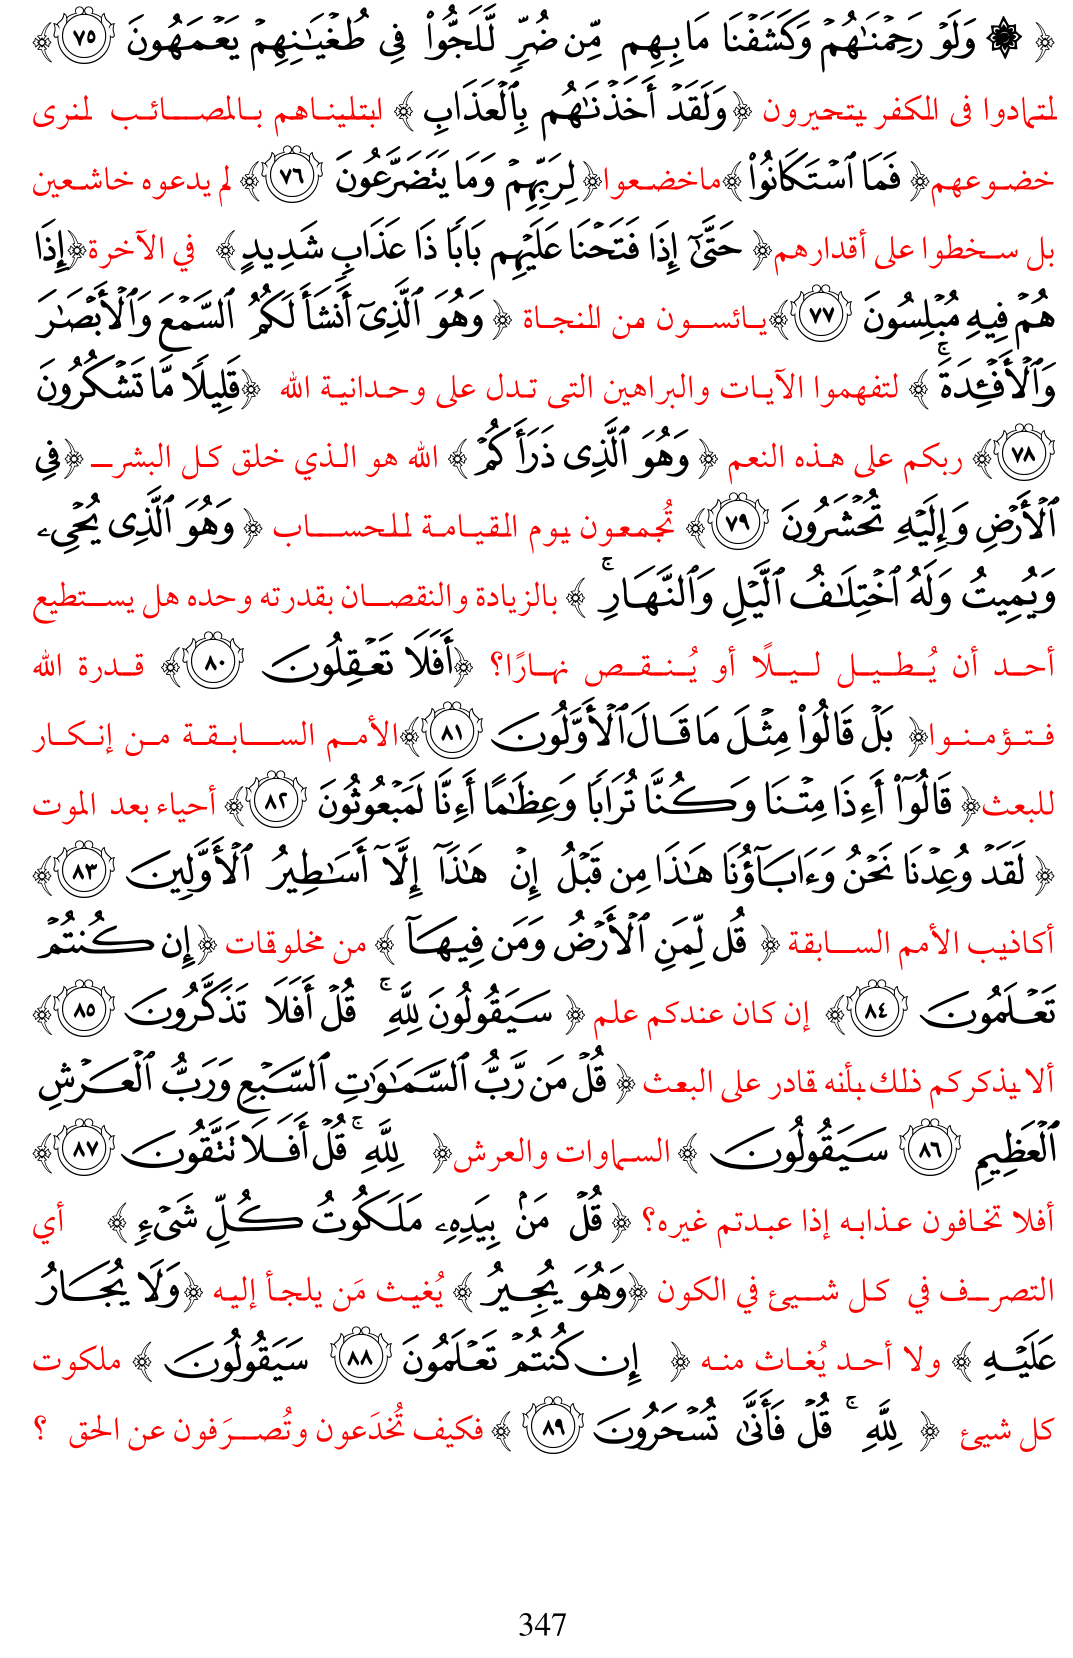 ﴿ ۞ وَلَوْ رَحِمْنَٰهُمْ وَكَشَفْنَا مَا بِهِم مِّن ضُرٍّ لَّلَجُّوا۟ فِى طُغْيَٰنِهِمْ يَعْمَهُونَ ٧٥ ﴾
لتمادوا فى الكفر يتحيرون ﴿ وَلَقَدْ أَخَذْنَٰهُم بِٱلْعَذَابِ ﴾ ابتليناهم بالمصائب لنرى
خضوعهم ﴿ فَمَا ٱسْتَكَانُوا۟ ﴾ ماخضعوا ﴿ لِرَبِّهِمْ وَمَا يَتَضَرَّعُونَ ٧٦ ﴾ لم يدعوه خاشعين
بل سخطوا على أقدارهم ﴿ حَتَّىٰٓ إِذَا فَتَحْنَا عَلَيْهِم بَابًا ذَا عَذَابٍ شَدِيدٍ ﴾ في الآخرة ﴿ إِذَا
هُمْ فِيهِ مُبْلِسُونَ ٧٧ ﴾ يائسون من النجاة ﴿ وَهُوَ ٱلَّذِىٓ أَنشَأَ لَكُمُ ٱلسَّمْعَ وَٱلْأَبْصَٰرَ
وَٱلْأَفْـِٔدَةَ ۚ ﴾ لتفهموا الآيات والبراهين التى تدل على وحدانية الله ﴿ قَلِيلًا مَّا تَشْكُرُونَ
٧٨ ﴾ ربكم على هذه النعم ﴿ وَهُوَ ٱلَّذِى ذَرَأَكُمْ ﴾ الله هو الذي خلق كل البشر ﴿ فِى
ٱلْأَرْضِ وَإِلَيْهِ تُحْشَرُونَ ٧٩ ﴾ تُجمعون يوم القيامة للحساب ﴿ وَهُوَ ٱلَّذِى يُحْىِۦ
وَيُمِيتُ وَلَهُ ٱخْتِلَٰفُ ٱلَّيْلِ وَٱلنَّهَارِ ۚ ﴾ بالزيادة والنقصان بقدرته وحده هل يستطيع
أحد أن يُطيل ليلًا أو يُنقص نهارًا؟ ﴿ أَفَلَا تَعْقِلُونَ ٨٠ ﴾ قدرة الله
فتؤمنوا ﴿ بَلْ قَالُوا۟ مِثْلَ مَا قَالَ ٱلْأَوَّلُونَ ٨١ ﴾ الأمم السابقة من إنكار
للبعث ﴿ قَالُوٓا۟ أَءِذَا مِتْنَا وَكُنَّا تُرَابًا وَعِظَٰمًا أَءِنَّا لَمَبْعُوثُونَ ٨٢ ﴾ أحياء بعد الموت
﴿ لَقَدْ وُعِدْنَا نَحْنُ وَءَابَآؤُنَا هَٰذَا مِن قَبْلُ إِنْ هَٰذَآ إِلَّآ أَسَٰطِيرُ ٱلْأَوَّلِينَ ٨٣ ﴾
أكاذيب الأمم السابقة ﴿ قُل لِّمَنِ ٱلْأَرْضُ وَمَن فِيهَآ ﴾ من مخلوقات ﴿ إِن كُنتُمْ
تَعْلَمُونَ ٨٤ ﴾ إن كان عندكم علم ﴿ سَيَقُولُونَ لِلَّهِ ۚ قُلْ أَفَلَا تَذَكَّرُونَ ٨٥ ﴾
ألا يذكركم ذلك بأنه قادر على البعث ﴿ قُلْ مَن رَّبُّ ٱلسَّمَٰوَٰتِ ٱلسَّبْعِ وَرَبُّ ٱلْعَرْشِ
ٱلْعَظِيمِ ٨٦ سَيَقُولُونَ ﴾ السماوات والعرش ﴿ لِلَّهِ ۚ قُلْ أَفَلَا تَتَّقُونَ ٨٧ ﴾
أفلا تخافون عذابه إذا عبدتم غيره؟ ﴿ قُلْ مَنۢ بِيَدِهِۦ مَلَكُوتُ كُلِّ شَىْءٍ ﴾ أي
التصرف في كل شيئ في الكون ﴿ وَهُوَ يُجِيرُ ﴾ يُغيث مَن يلجأ إليه ﴿ وَلَا يُجَارُ
عَلَيْهِ ﴾ ولا أحد يُغاث منه ﴿ إِن كُنتُمْ تَعْلَمُونَ ٨٨ سَيَقُولُونَ ﴾ ملكوت
كل شيئ ﴿ لِلَّهِ ۚ قُلْ فَأَنَّىٰ تُسْحَرُونَ ٨٩ ﴾ فكيف تُخدَعون وتُصرَفون عن الحق ؟
347